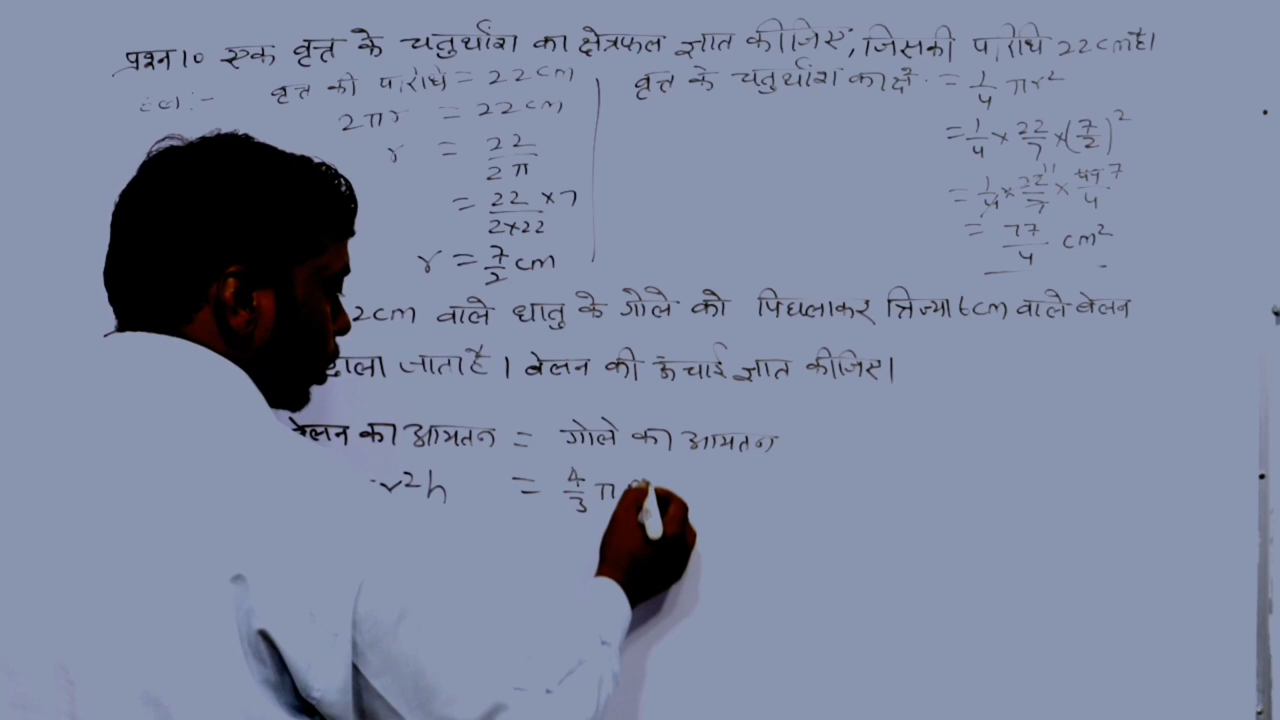 प्रश्न 1० एक वृत्त के चतुर्थांश का क्षेत्रफल ज्ञात कीजिए, जिसकी परिधि 22cm है।
हल :-
वृत्त की परिधि = 22cm
2πr = 22cm
r = 22/2π
= 22×7/2×22
r = 7/2 cm
वृत्त के चतुर्थांश का क्षे. = 1/4 πr²
= 1/4 × 22/7 × (7/2)²
= 1/4 × 22/7 × 49/4
= 77/4 cm²
2cm वाले धातु के गोले को पिघलाकर त्रिज्या 6cm वाले बेलन
ढाला जाता है। बेलन की ऊंचाई ज्ञात कीजिए।
बेलन का आयतन = गोले का आयतन
r²h = 4/3 π